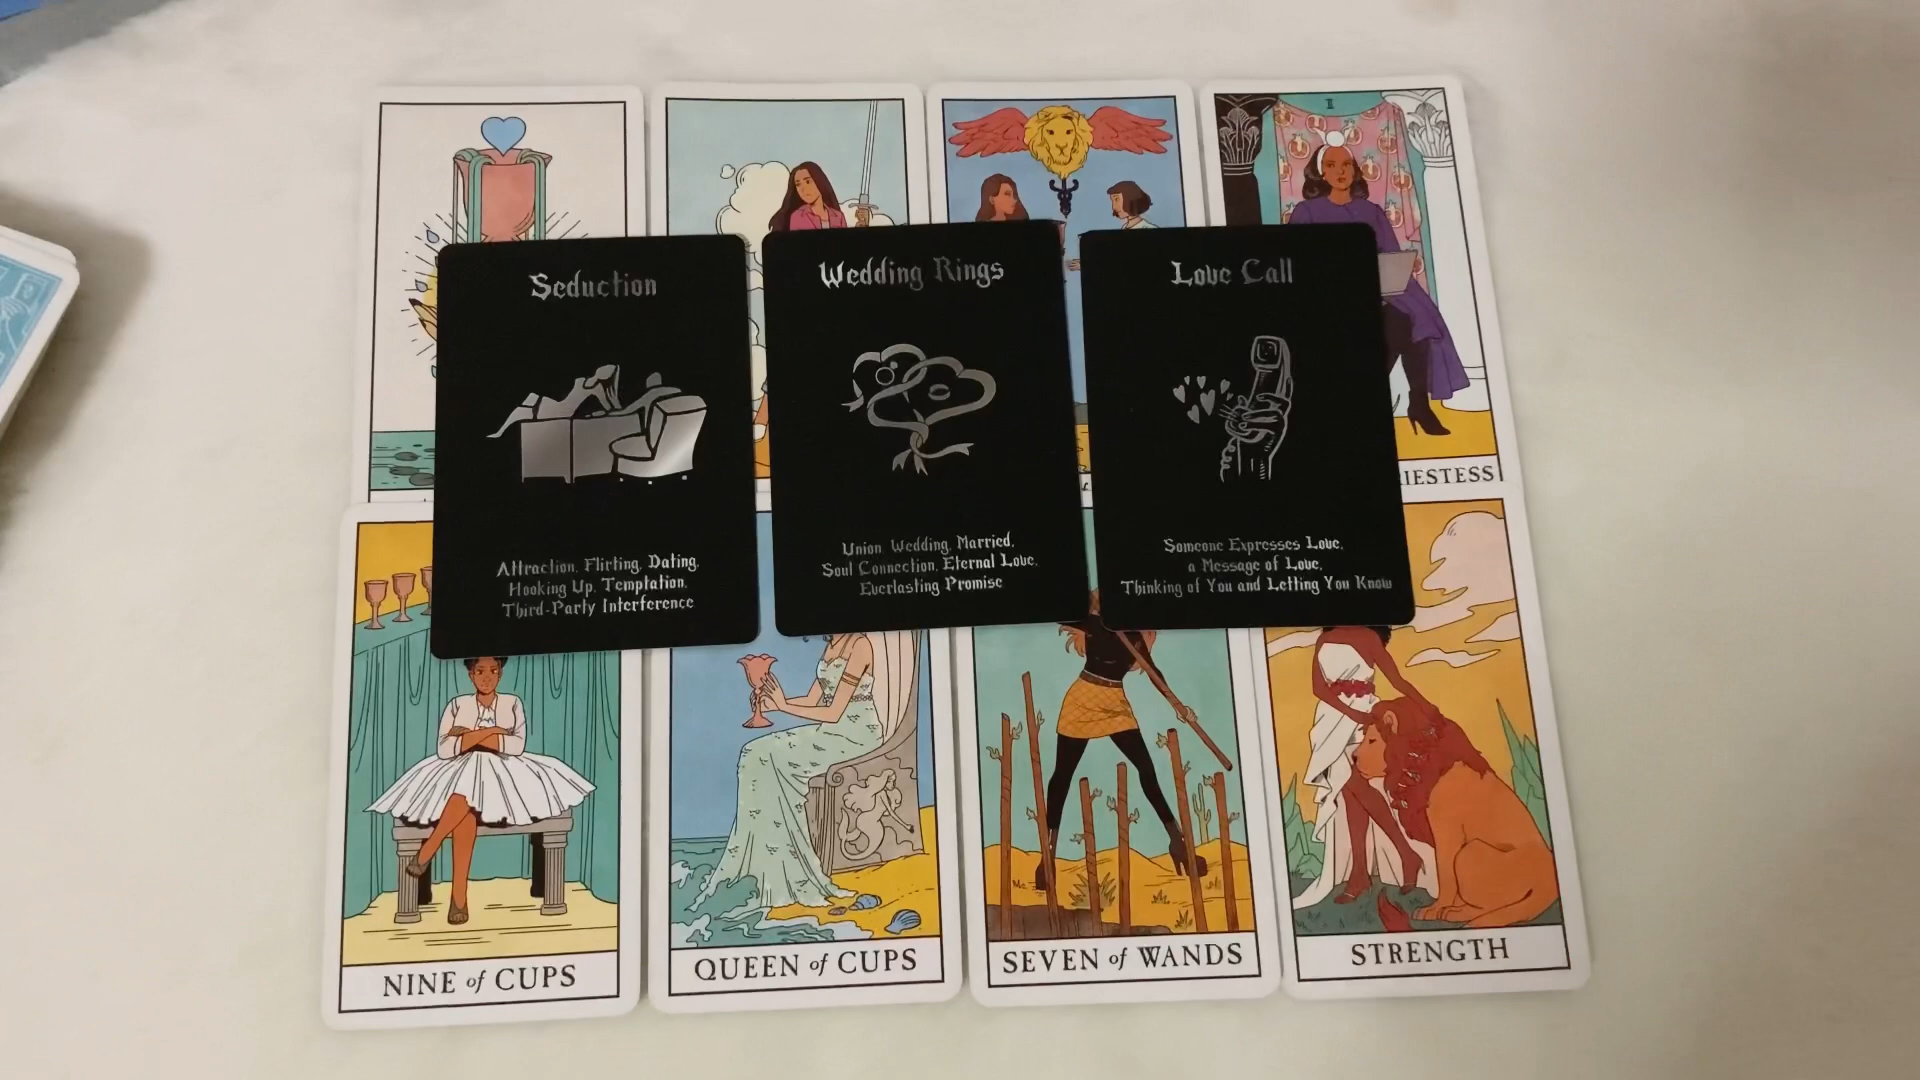 II
Seduction
Attraction, Flirting, Dating,
Hooking Up, Temptation,
Third-Party Interference
Wedding Rings
Union, Wedding, Married,
Soul Connection, Eternal Love,
Everlasting Promise
Love Call
Someone Expresses Love,
a Message of Love,
Thinking of You and Letting You Know
IESTESS
NINE of CUPS
QUEEN of CUPS
SEVEN of WANDS
STRENGTH